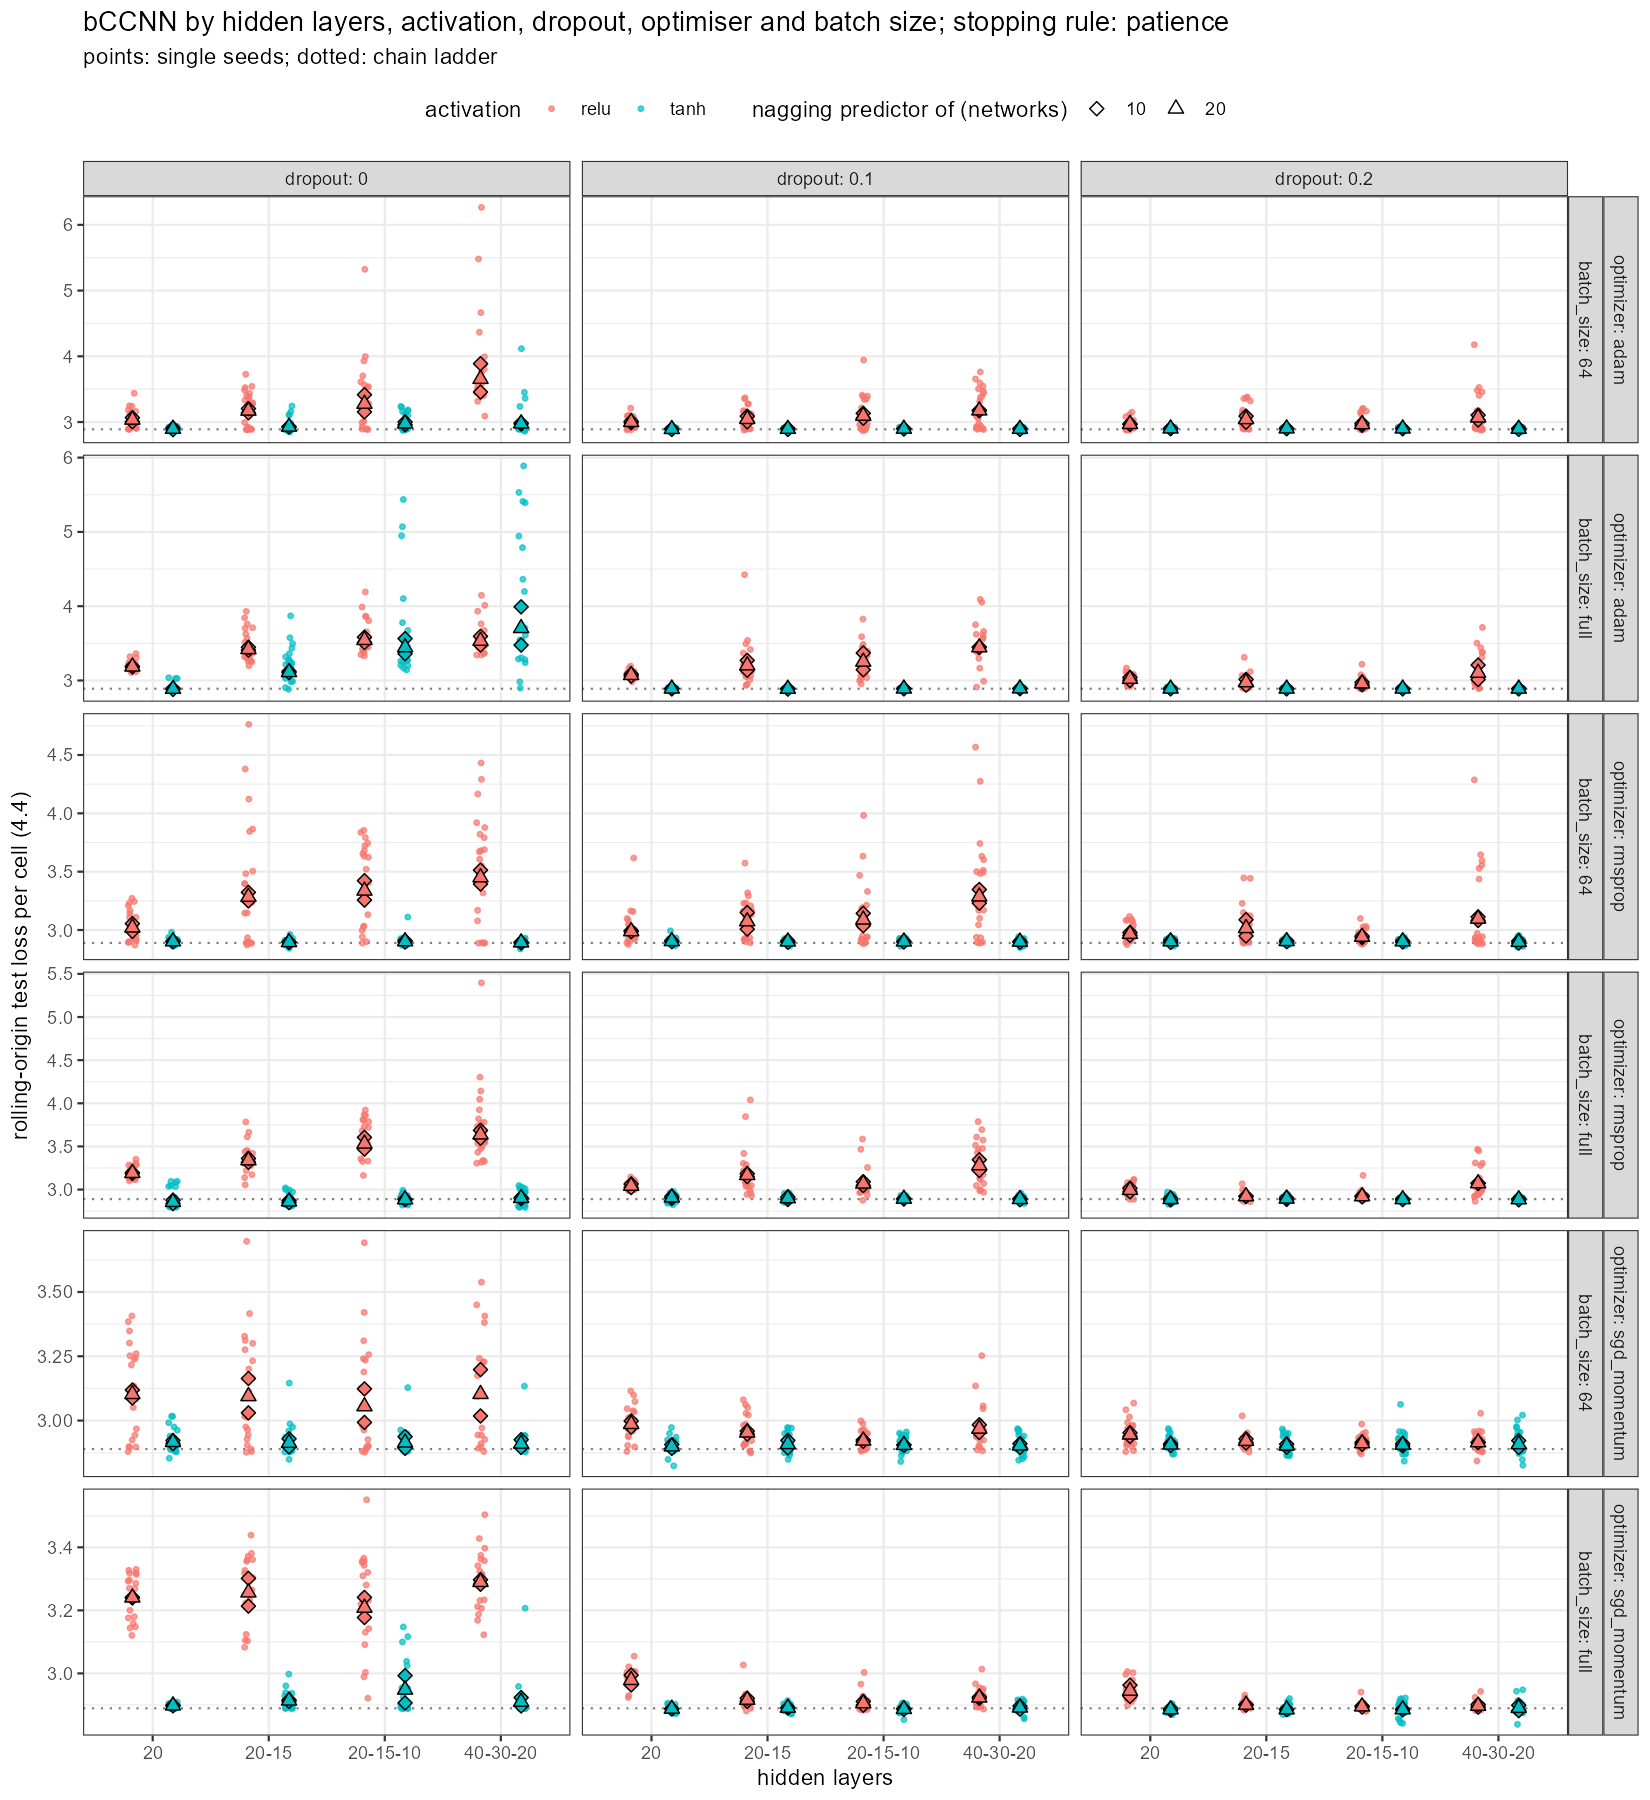 bCCNN by hidden layers, activation, dropout, optimiser and batch size; stopping rule: patience
points: single seeds; dotted: chain ladder
activation relu tanh nagging predictor of (networks) 10 20
dropout: 0 dropout: 0.1 dropout: 0.2
6
5
4
3
batch_size: 64
optimizer: adam
6
5
4
3
batch_size: full
optimizer: adam
4.5
4.0
3.5
3.0
batch_size: 64
optimizer: rmsprop
rolling-origin test loss per cell (4.4)
5.5
5.0
4.5
4.0
3.5
3.0
batch_size: full
optimizer: rmsprop
3.50
3.25
3.00
batch_size: 64
optimizer: sgd_momentum
3.4
3.2
3.0
batch_size: full
optimizer: sgd_momentum
20 20-15 20-15-10 40-30-20 20 20-15 20-15-10 40-30-20 20 20-15 20-15-10 40-30-20
hidden layers